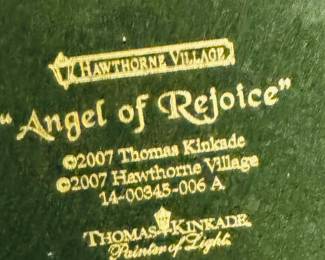 HAWTHORNE VILLAGE
"Angel of Rejoice"
©2007 Thomas Kinkade
©2007 Hawthorne Village
14-00345-006 A
THOMAS KINKADE
Painter of Light